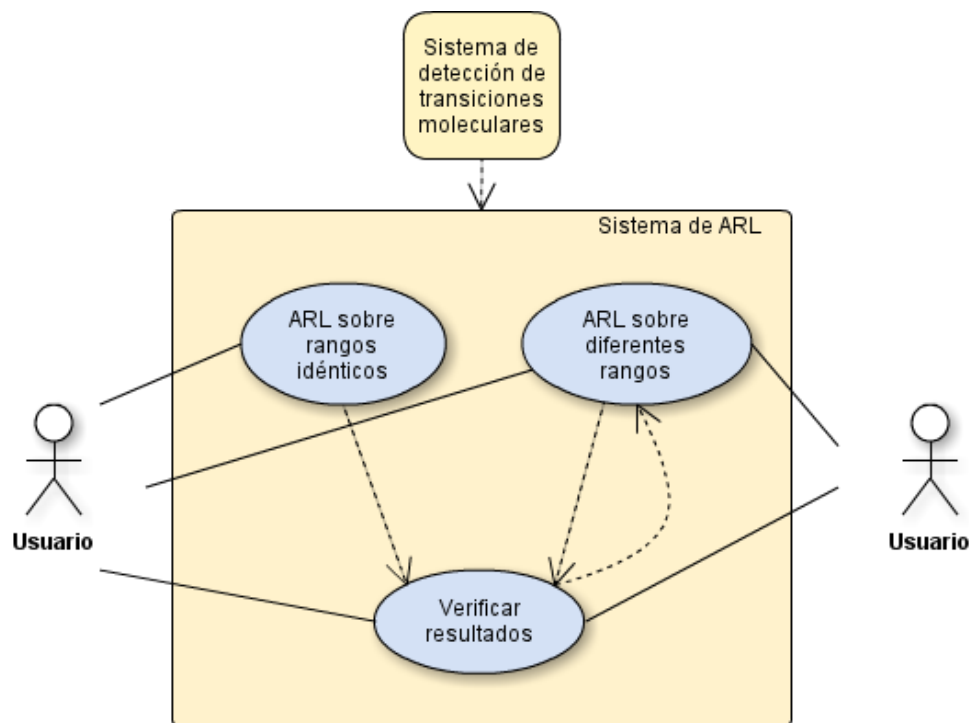 Sistema de
detección de
transiciones
moleculares
Sistema de ARL
ARL sobre
rangos
idénticos
ARL sobre
diferentes
rangos
Usuario
Usuario
Verificar
resultados